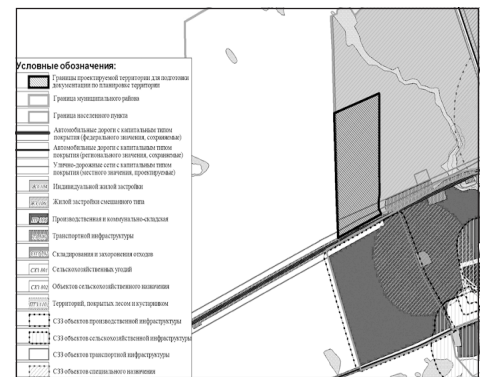 Условные обозначения:
Границы проектируемой территории для подготовки
документации по планировке территории
Граница муниципального района
Граница населенного пункта
Автомобильные дороги с капитальным типом
покрытия (федерального значения, сохраняемые)
Автомобильные дороги с капитальным типом
покрытия (регионального значения, сохраняемые)
Улично-дорожные сети с капитальным типом
покрытия (местного значения, проектируемые)
Индивидуальной жилой застройки
Жилой застройки смешанного типа
Производственная и коммунально-складская
Транспортной инфраструктуры
Складирования и захоронения отходов
СХ1.001 Сельскохозяйственных угодий
СХ1.002 Объектов сельскохозяйственного назначения
Территорий, покрытых лесом и кустарником
СЗЗ объектов производственной инфраструктуры
СЗЗ объектов сельскохозяйственной инфраструктуры
СЗЗ объектов транспортной инфраструктуры
СЗЗ объектов специального назначения